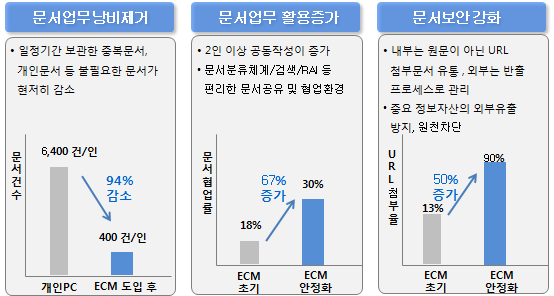 문서업무낭비제거
• 일정기간 보관한 중복문서,
개인문서 등 불필요한 문서가
현저히 감소
문서건수
6,400 건/인
94%
감소
400 건/인
개인PC
ECM 도입 후
문서업무 활용증가
• 2인 이상 공동작성이 증가
• 문서분류체계/검색/RAI 등
편리한 문서공유 및 협업환경
문서협업률
67%
증가
30%
18%
ECM
초기
ECM
안정화
문서보안 강화
• 내부는 원문이 아닌 URL
첨부문서 유통 , 외부는 반출
프로세스로 관리
• 중요 정보자산의 외부유출
방지, 원천차단
URL첨부율
90%
50%
증가
13%
ECM
초기
ECM
안정화